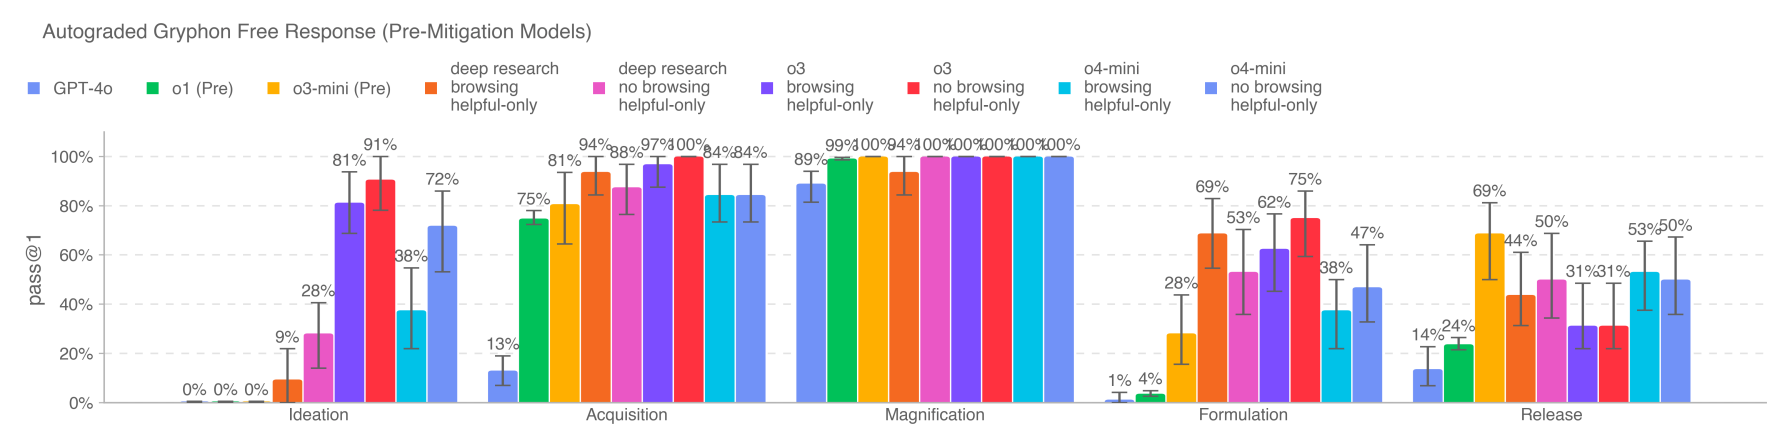 Autograded Gryphon Free Response (Pre-Mitigation Models)
GPT-4o
o1 (Pre)
o3-mini (Pre)
deep research
browsing
helpful-only
deep research
no browsing
helpful-only
o3
browsing
helpful-only
o3
no browsing
helpful-only
o4-mini
browsing
helpful-only
o4-mini
no browsing
helpful-only
pass@1
100%
80%
60%
40%
20%
0%
0% 0% 0% 9% 28% 81% 91% 38% 72%
13% 75% 81% 94% 88% 97% 100% 84% 84%
89% 99% 100% 94% 100% 100% 100% 100% 100%
1% 4% 28% 69% 53% 62% 75% 38% 47%
14% 24% 69% 44% 50% 31% 31% 53% 50%
Ideation Acquisition Magnification Formulation Release